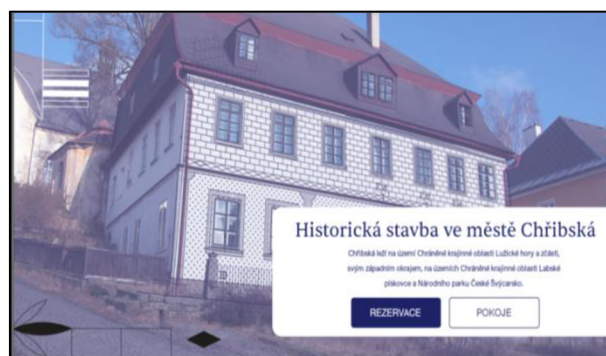 Historická stavba ve městě Chřibská
Chřibská leží na území Chráněné krajinné oblasti Lužické hory a zčásti,
svým západním okrajem, na územích Chráněné krajinné oblasti Labské
pískovce a Národního parku České Švýcarsko.
REZERVACE
POKOJE